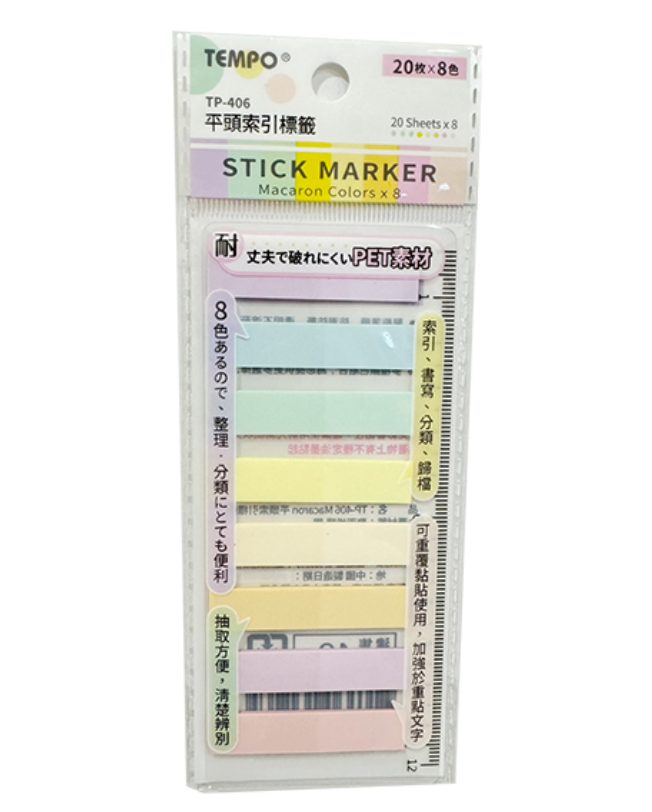 TEMPO®
20枚×8色
TP-406
平頭索引標籤
20 Sheets x 8
STICK MARKER
Macaron Colors x 8
耐
丈夫で破れにくいPET素材
1
8色あるので、整理・分類にとても便利
索引、書寫、分類、歸檔
可重覆黏貼使用，加強於重點文字
抽取方便，清楚辨別
12